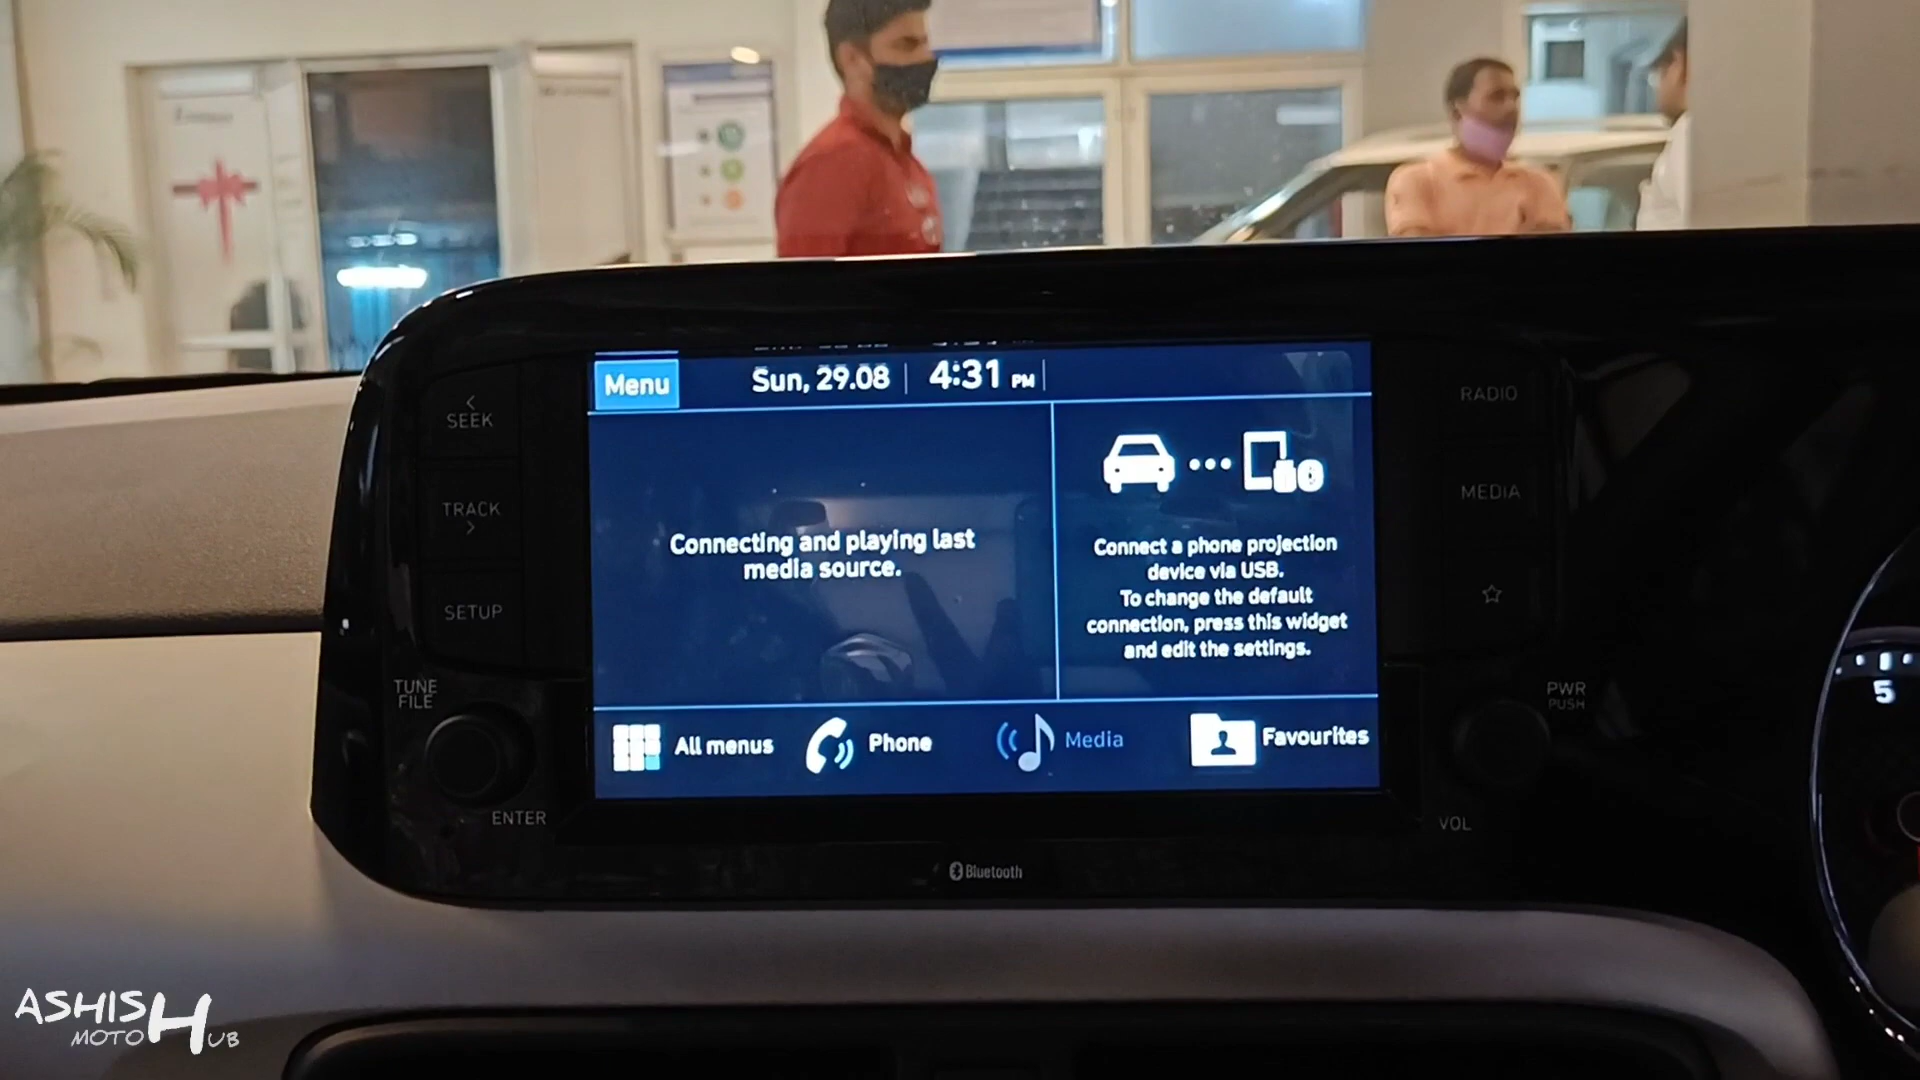 Menu
Sun, 29.08
4:31 PM
SEEK
TRACK
SETUP
TUNE
FILE
ENTER
Connecting and playing last
media source.
Connect a phone projection
device via USB.
To change the default
connection, press this widget
and edit the settings.
All menus
Phone
Media
Favourites
RADIO
MEDIA
PWR
PUSH
VOL
Bluetooth
5
ASHISH
MOTO HUB